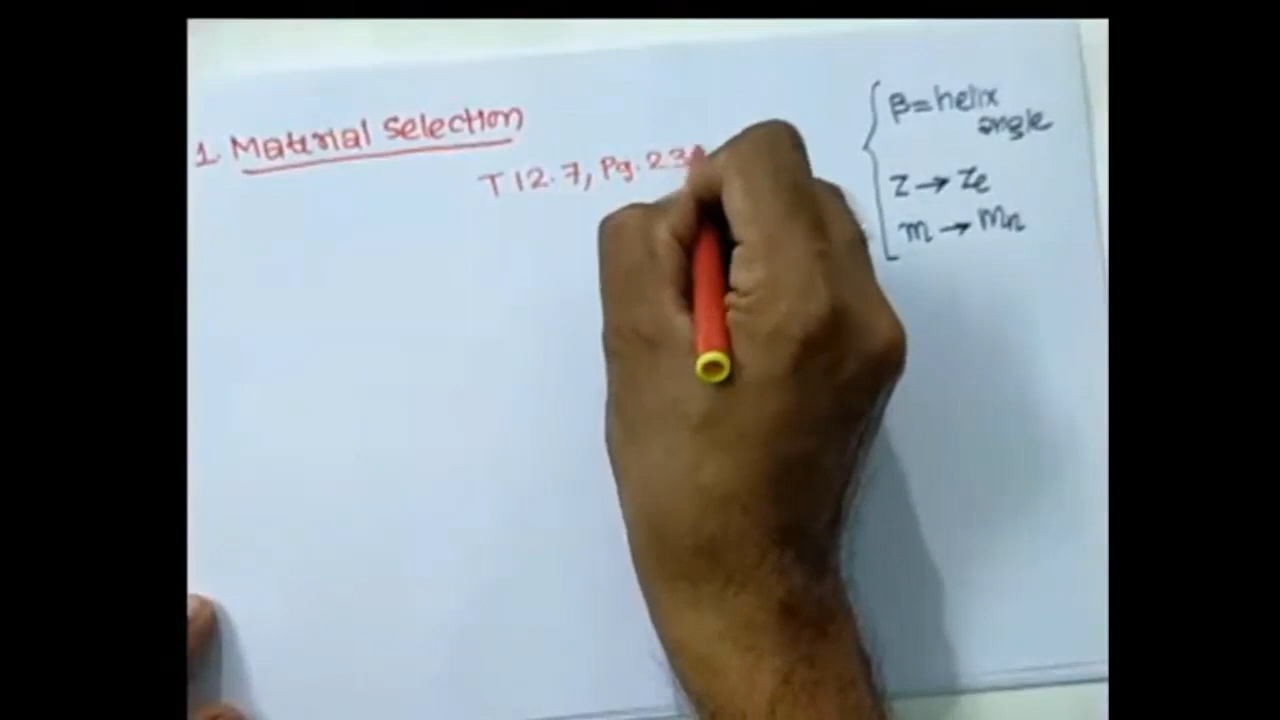 1. Material Selection
T 12.7, Pg. 23
β = helix
angle
Z → Ze
m → Mn